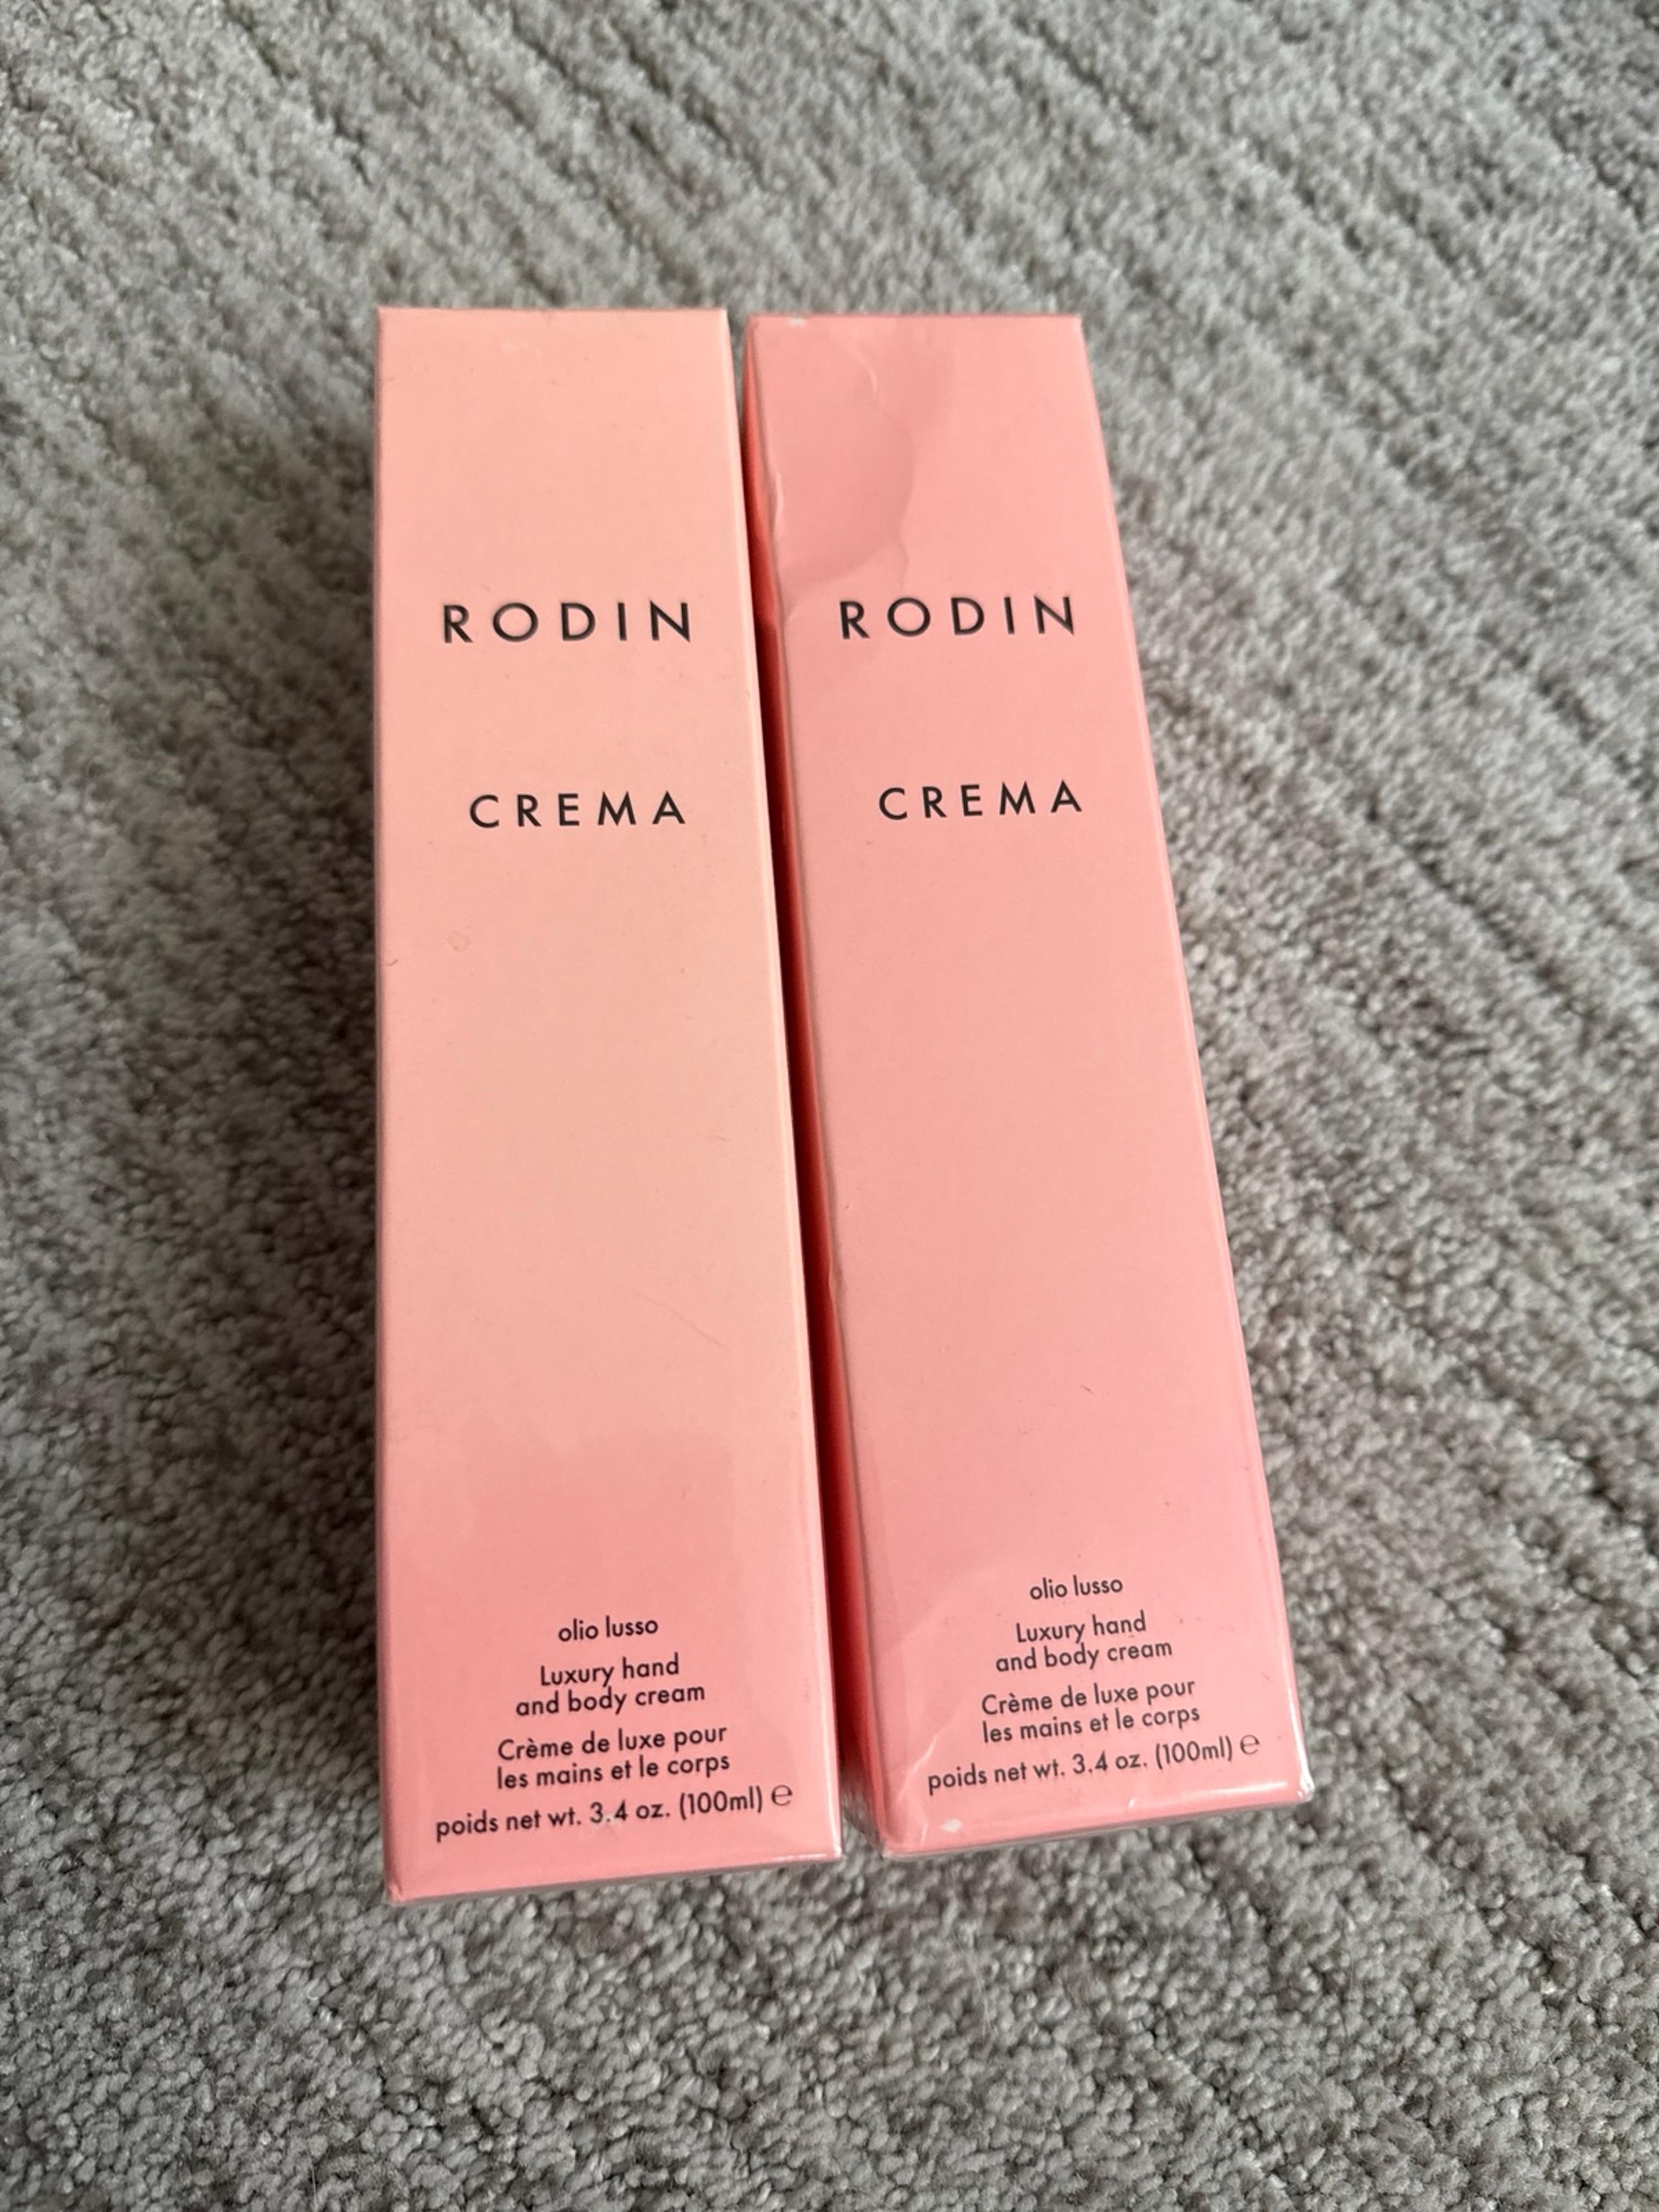 RODIN
CREMA
olio lusso
Luxury hand
and body cream
Crème de luxe pour
les mains et le corps
poids net wt. 3.4 oz. (100ml) ℮
RODIN
CREMA
olio lusso
Luxury hand
and body cream
Crème de luxe pour
les mains et le corps
poids net wt. 3.4 oz. (100ml) ℮